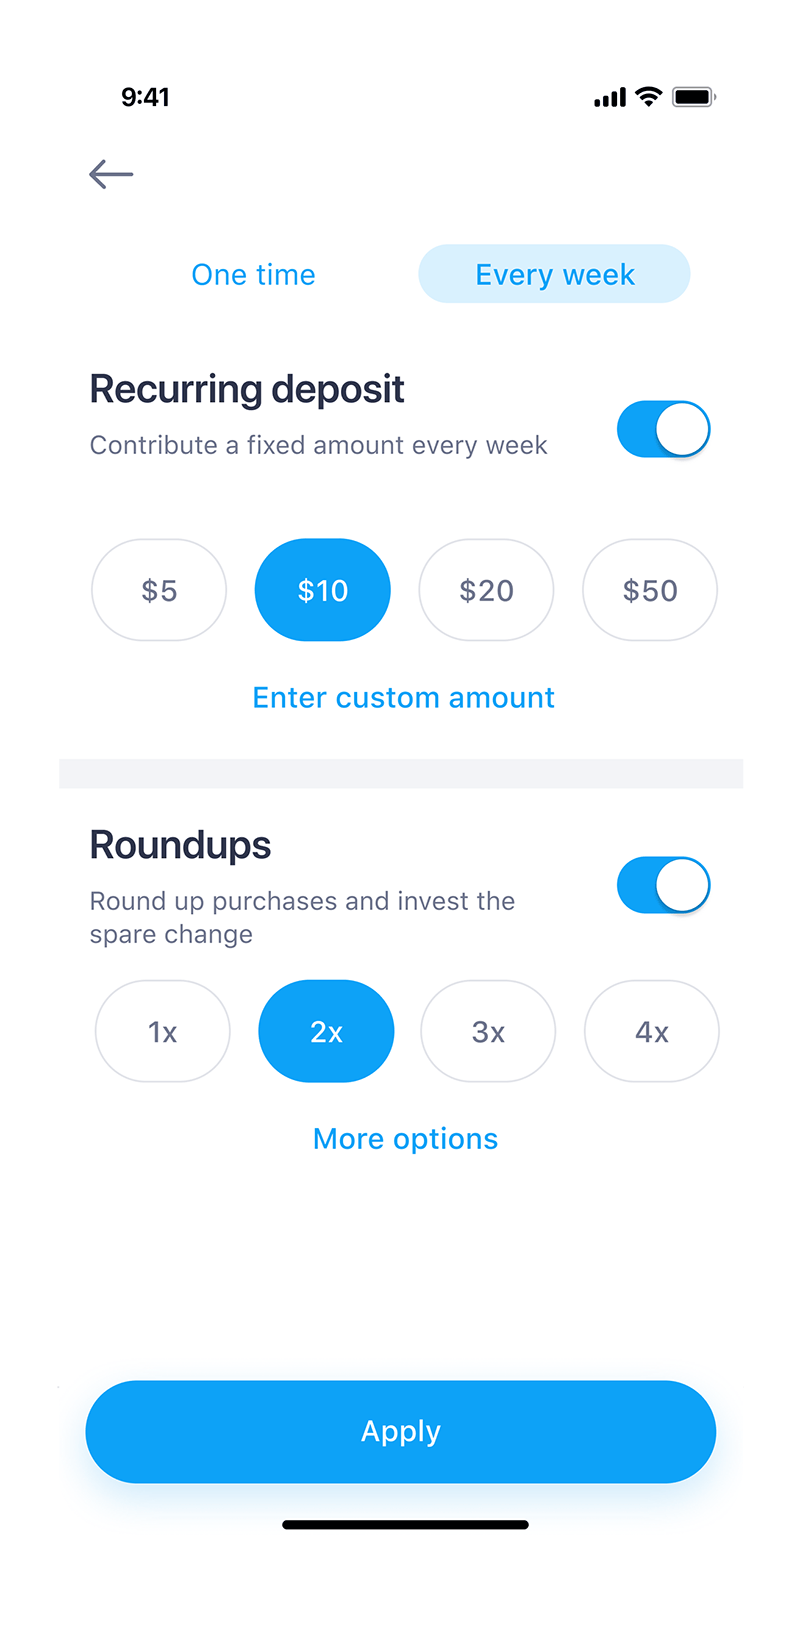 9:41
One time
Every week
Recurring deposit
Contribute a fixed amount every week
$5
$10
$20
$50
Enter custom amount
Roundups
Round up purchases and invest the
spare change
1x
2x
3x
4x
More options
Apply